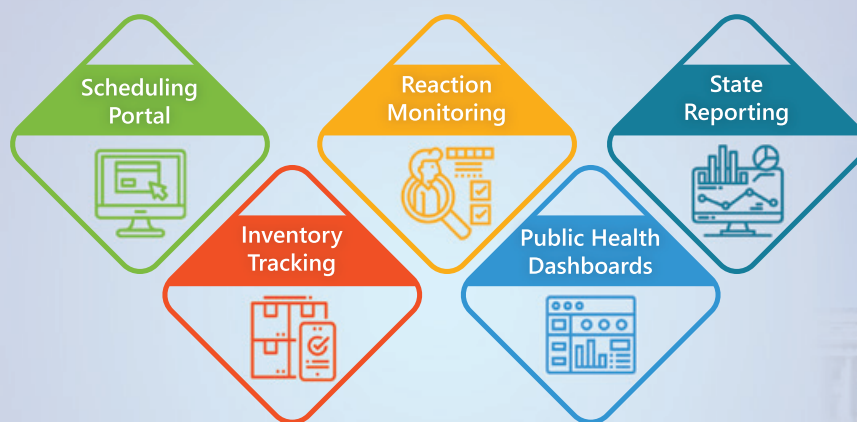 Scheduling
Portal
Inventory
Tracking
Reaction
Monitoring
Public Health
Dashboards
State
Reporting